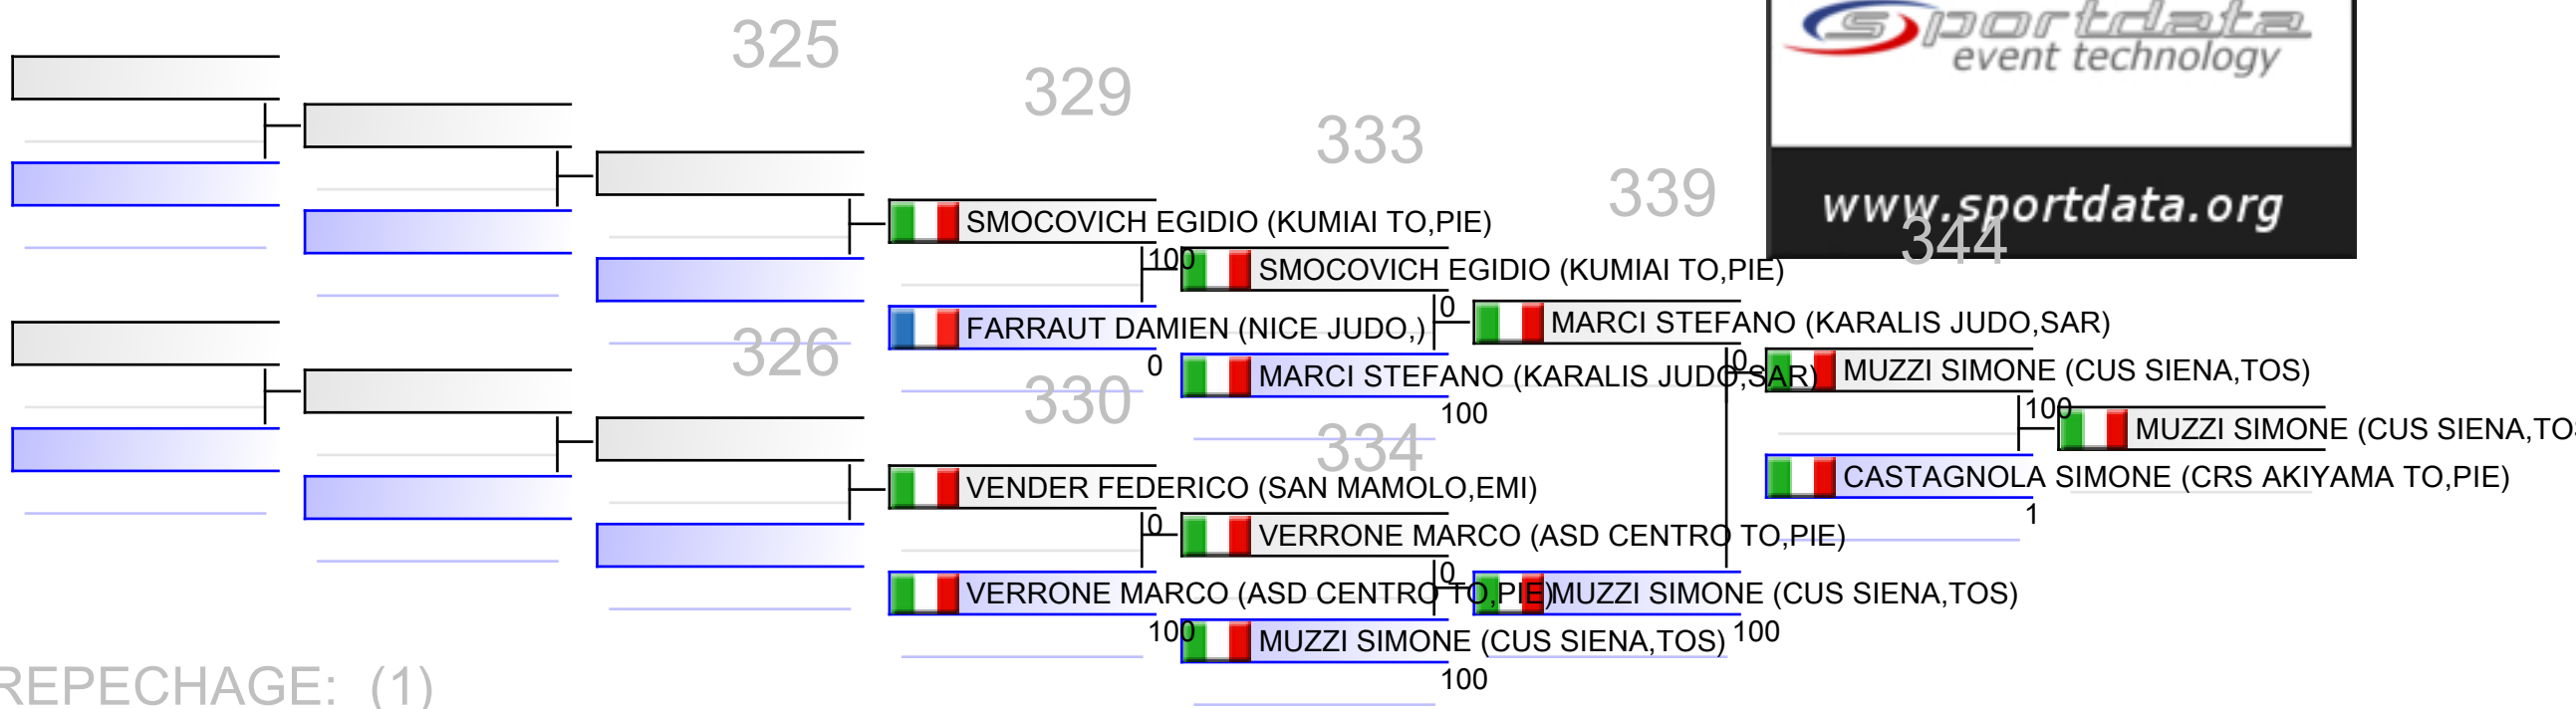 sportdata
event technology
www.sportdata.org
325
329
333
339
344
SMOCOVICH EGIDIO (KUMIAI TO,PIE)
100
SMOCOVICH EGIDIO (KUMIAI TO,PIE)
0
FARRAUT DAMIEN (NICE JUDO,)
0
MARCI STEFANO (KARALIS JUDO,SAR)
0
MARCI STEFANO (KARALIS JUDO,SAR)
100
MUZZI SIMONE (CUS SIENA,TOS)
100
MUZZI SIMONE (CUS SIENA,TO
CASTAGNOLA SIMONE (CRS AKIYAMA TO,PIE)
1
326
330
334
VENDER FEDERICO (SAN MAMOLO,EMI)
0
VERRONE MARCO (ASD CENTRO TO,PIE)
0
VERRONE MARCO (ASD CENTRO TO,PIE)
100
MUZZI SIMONE (CUS SIENA,TOS)
100
MUZZI SIMONE (CUS SIENA,TOS)
100
REPECHAGE: (1)